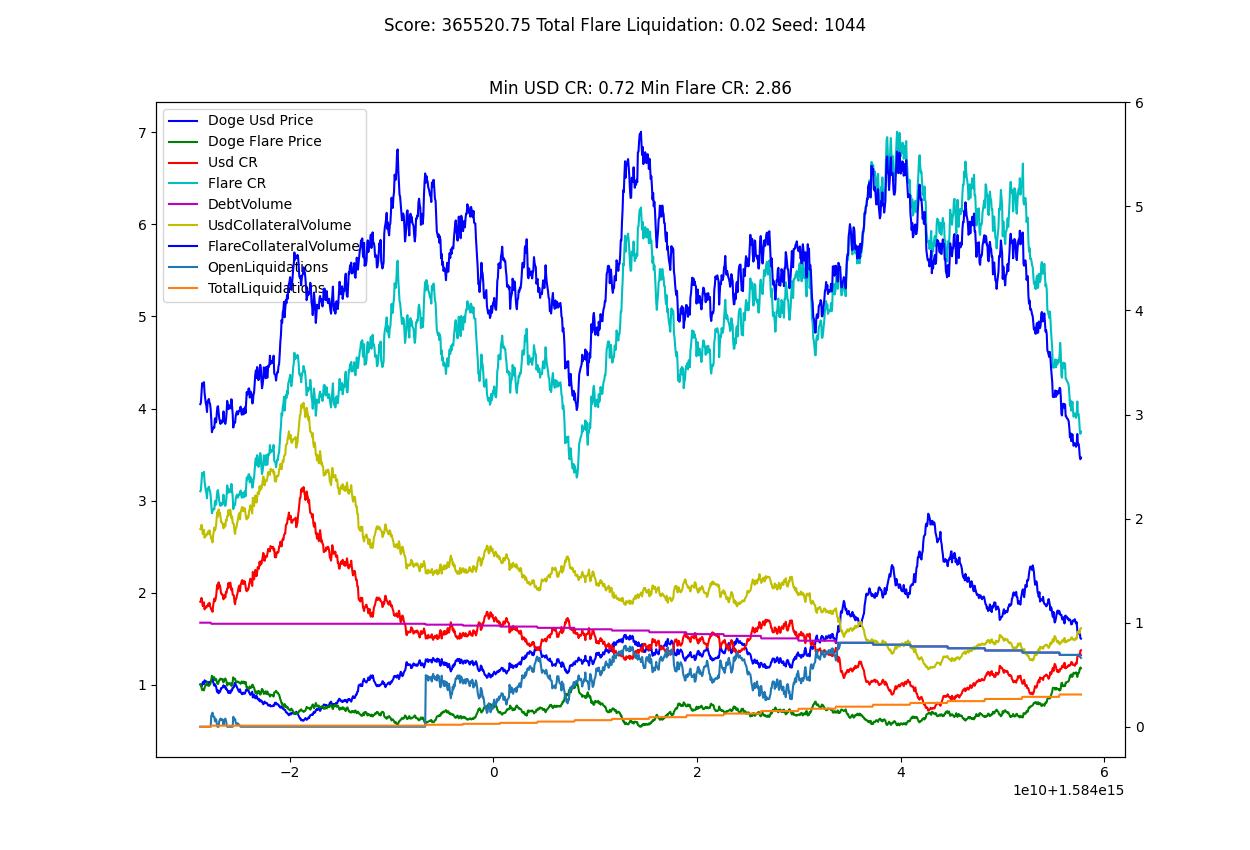 Score: 365520.75 Total Flare Liquidation: 0.02 Seed: 1044
Min USD CR: 0.72 Min Flare CR: 2.86
Doge Usd Price
Doge Flare Price
Usd CR
Flare CR
DebtVolume
UsdCollateralVolume
FlareCollateralVolume
OpenLiquidations
TotalLiquidations
7
6
5
4
3
2
1
6
5
4
3
2
1
0
−2
0
2
4
6
1e10+1.584e15